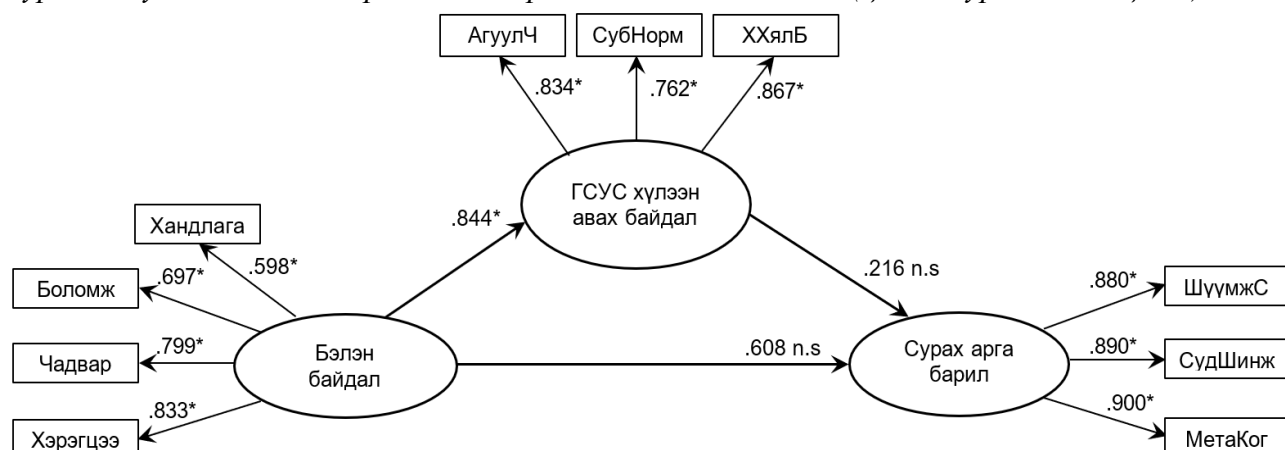 АгуулЧ
СубНорм
ХХялБ
.834*
.762*
.867*
ГСУС хүлээн
авах байдал
Хандлага
.844*
.598*
Боломж
.697*
.216 n.s
.880*
ШүүмжС
Чадвар
.799*
Бэлэн
байдал
.608 n.s
Сурах арга
барил
.890*
СудШинж
Хэрэгцээ
.833*
.900*
МетаКог